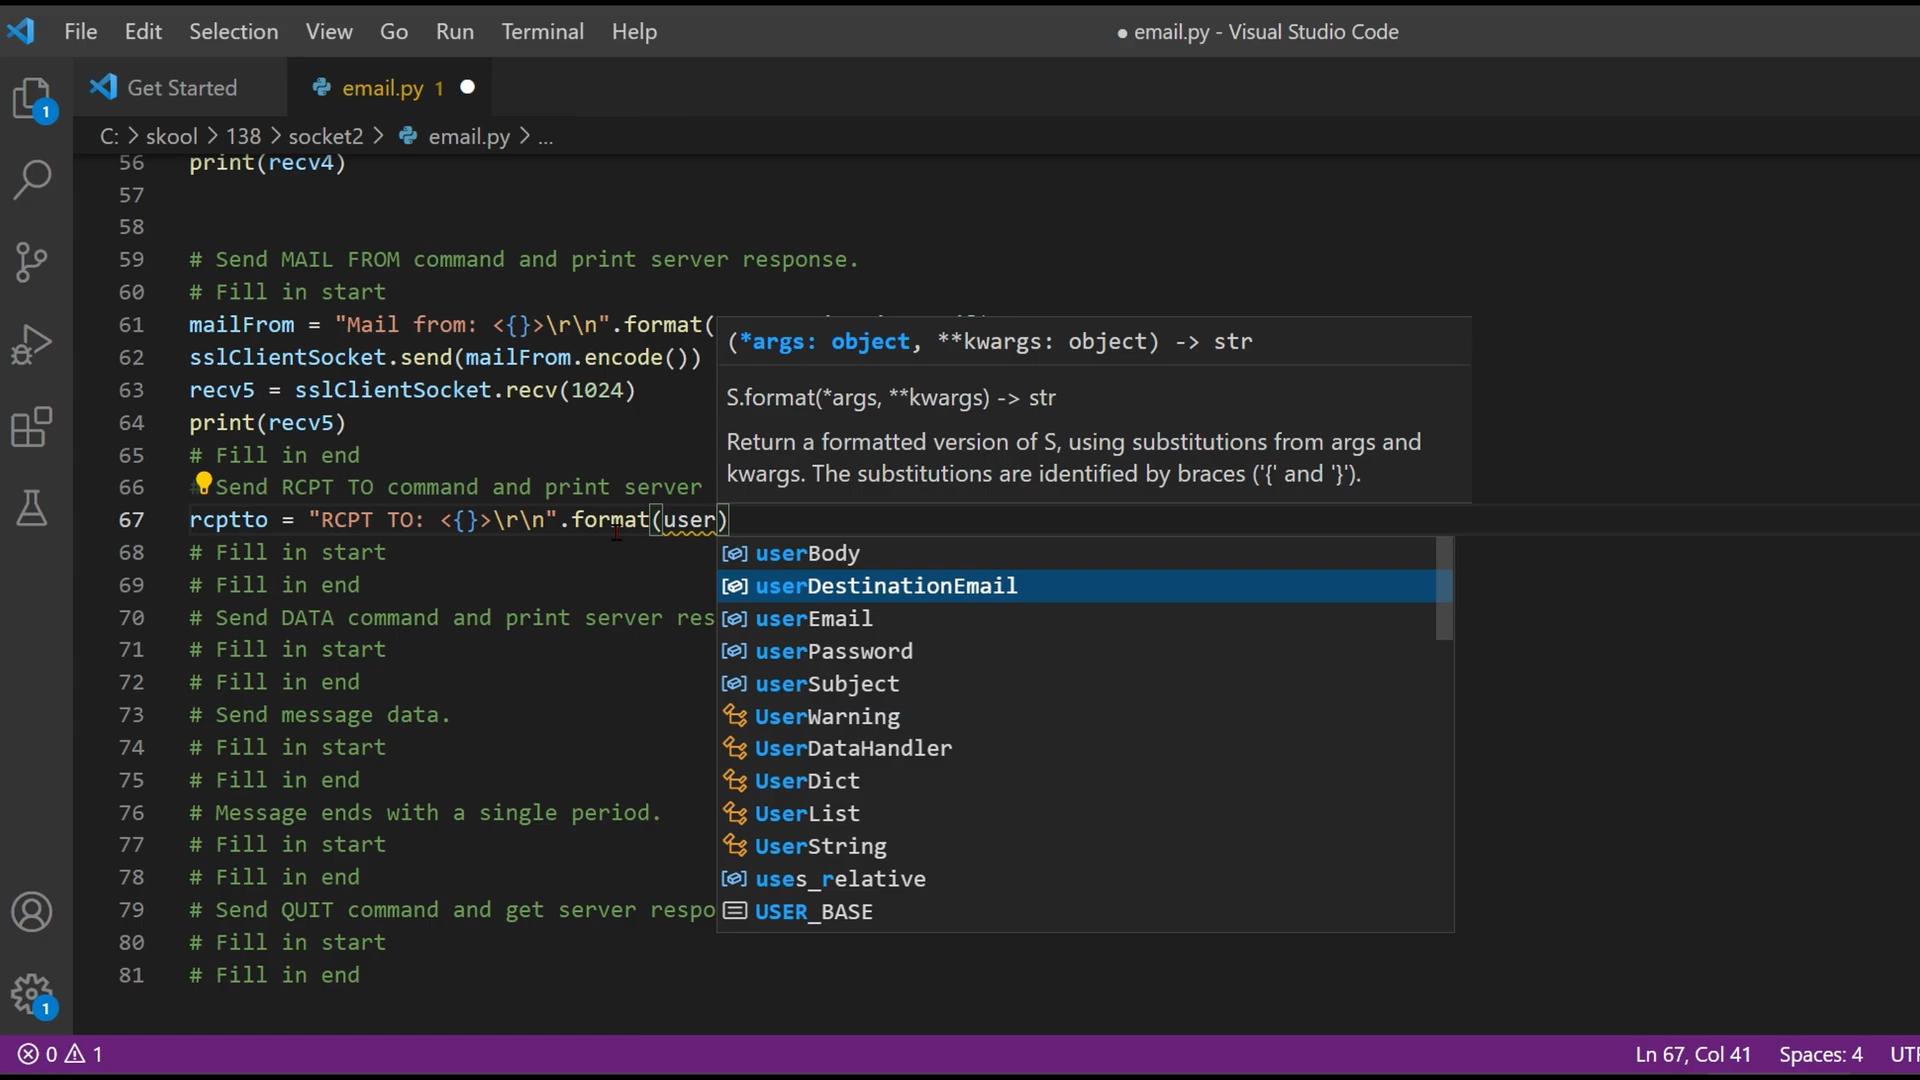 File Edit Selection View Go Run Terminal Help ● email.py - Visual Studio Code
Get Started email.py 1
C: > skool > 138 > socket2 > email.py > ...
56 print(recv4)
57
58
59 # Send MAIL FROM command and print server response.
60 # Fill in start
61 mailFrom = "Mail from: <{}>\r\n".format(
62 sslClientSocket.send(mailFrom.encode())
63 recv5 = sslClientSocket.recv(1024)
64 print(recv5)
65 # Fill in end
66 # Send RCPT TO command and print server
67 rcptto = "RCPT TO: <{}>\r\n".format(user)
68 # Fill in start
69 # Fill in end
70 # Send DATA command and print server res
71 # Fill in start
72 # Fill in end
73 # Send message data.
74 # Fill in start
75 # Fill in end
76 # Message ends with a single period.
77 # Fill in start
78 # Fill in end
79 # Send QUIT command and get server respo
80 # Fill in start
81 # Fill in end
(*args: object, **kwargs: object) -> str
S.format(*args, **kwargs) -> str
Return a formatted version of S, using substitutions from args and
kwargs. The substitutions are identified by braces ('{' and '}').
userBody
userDestinationEmail
userEmail
userPassword
userSubject
UserWarning
UserDataHandler
UserDict
UserList
UserString
uses_relative
USER_BASE
1
1
0 1 Ln 67, Col 41 Spaces: 4 UTF